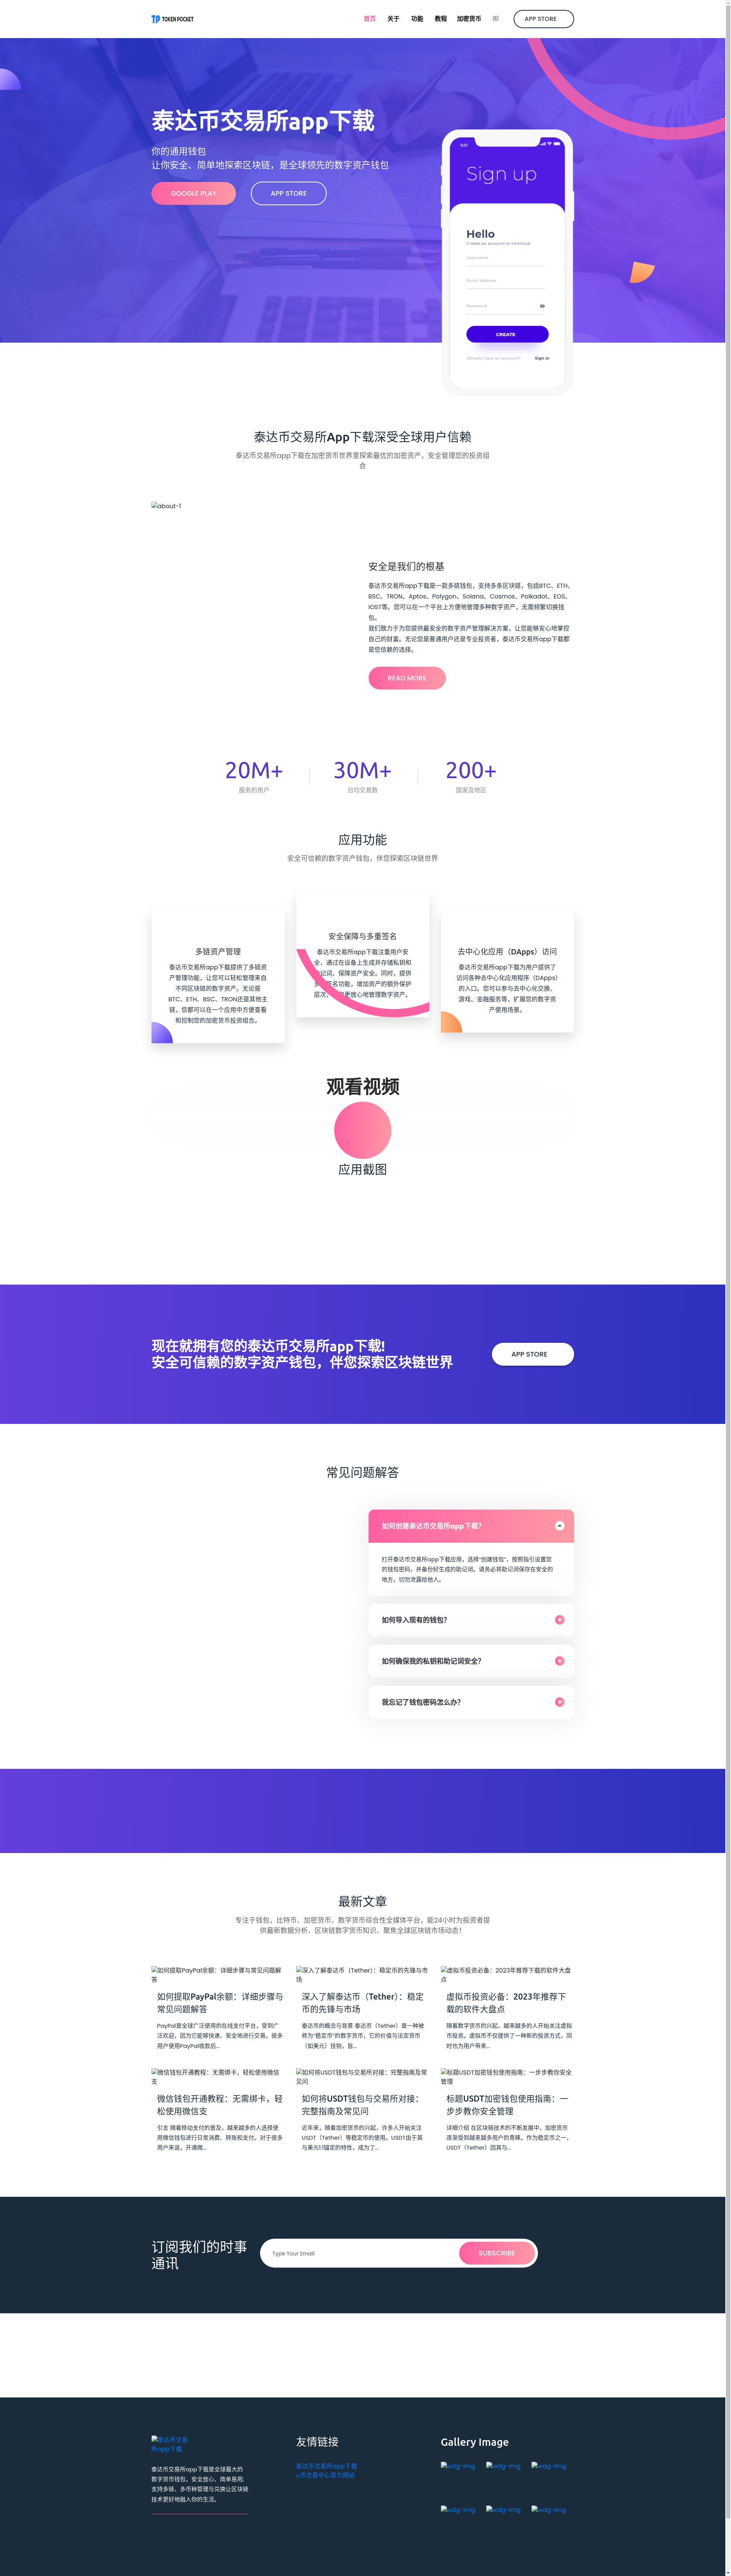 TOKEN POCKET
首页 关于 功能 教程 加密货币 APP STORE
泰达币交易所app下载
你的通用钱包
让你安全、简单地探索区块链，是全球领先的数字资产钱包
GOOGLE PLAY APP STORE
9:41
Sign up
Hello
Create an account to continue
Username
Email Address
Password
CREATE
Already have an account? Sign in
泰达币交易所App下载深受全球用户信赖
泰达币交易所app下载在加密货币世界里探索最优的加密资产，安全管理您的投资组
合
about-1
安全是我们的根基
泰达币交易所app下载是一款多链钱包，支持多条区块链，包括BTC、ETH、
BSC、TRON、Aptos、Polygon、Solana、Cosmos、Polkadot、EOS、
IOST等。您可以在一个平台上方便地管理多种数字资产，无需频繁切换钱
包。
我们致力于为您提供最安全的数字资产管理解决方案，让您能够安心地掌控
自己的财富。无论您是普通用户还是专业投资者，泰达币交易所app下载都
是您信赖的选择。
READ MORE
20M+ 30M+ 200+
服务的用户 日均交易数 国家及地区
应用功能
安全可信赖的数字资产钱包，伴您探索区块链世界
多链资产管理
泰达币交易所app下载提供了多链资
产管理功能，让您可以轻松管理来自
不同区块链的数字资产。无论是
BTC、ETH、BSC、TRON还是其他主
链，您都可以在一个应用中方便查看
和控制您的加密货币投资组合。
安全保障与多重签名
泰达币交易所app下载注重用户安
全，通过在设备上生成并存储私钥和
助记词，保障资产安全。同时，提供
多重签名功能，增加资产的额外保护
层次，让您更放心地管理数字资产。
去中心化应用（DApps）访问
泰达币交易所app下载为用户提供了
访问各种去中心化应用程序（DApps）
的入口。您可以参与去中心化交换、
游戏、金融服务等，扩展您的数字资
产使用场景。
观看视频
应用截图
现在就拥有您的泰达币交易所app下载!
安全可信赖的数字资产钱包，伴您探索区块链世界
APP STORE
常见问题解答
如何创建泰达币交易所app下载？
打开泰达币交易所app下载应用，选择“创建钱包”，按照指引设置您
的钱包密码，并备份好生成的助记词。请务必将助记词保存在安全的
地方，切勿泄露给他人。
如何导入现有的钱包？
如何确保我的私钥和助记词安全？
我忘记了钱包密码怎么办？
最新文章
专注于钱包，比特币、加密货币、数字货币综合性全媒体平台，能24小时为投资者提
供最新数据分析、区块链数字货币知识、聚焦全球区块链市场动态！
如何提取PayPal余额：详细步骤与常见问题解
答
如何提取PayPal余额：详细步骤与
常见问题解答
PayPal是全球广泛使用的在线支付平台，受到广
泛欢迎，因为它能够快速、安全地进行交易。很多
用户使用PayPal收款后...
深入了解泰达币（Tether）：稳定币的先锋与市
场
深入了解泰达币（Tether）：稳定
币的先锋与市场
泰达币的概念与背景 泰达币（Tether）是一种被
称为“稳定币”的数字货币，它的价值与法定货币
（如美元）挂钩，旨...
虚拟币投资必备：2023年推荐下载的软件大盘
点
虚拟币投资必备：2023年推荐下
载的软件大盘点
随着数字货币的兴起，越来越多的人开始关注虚拟
币投资。虚拟币不仅提供了一种新的投资方式，同
时也为用户带来...
微信钱包开通教程：无需绑卡，轻松使用微信
支
微信钱包开通教程：无需绑卡，轻
松使用微信支
引言 随着移动支付的普及，越来越多的人选择使
用微信钱包进行日常消费、转账和支付。对于很多
用户来说，开通微...
如何将USDT钱包与交易所对接：完整指南及常
见问
如何将USDT钱包与交易所对接：
完整指南及常见问
近年来，随着加密货币的兴起，许多人开始关注
USDT（Tether）等稳定币的使用。USDT由于其
与美元1:1锚定的特性，成为了...
标题USDT加密钱包使用指南：一步步教你安全
管理
标题USDT加密钱包使用指南：一
步步教你安全管理
详细介绍 在区块链技术的不断发展中，加密货币
逐渐受到越来越多用户的青睐。作为稳定币之一，
USDT（Tether）因其与...
订阅我们的时事
通讯
Type Your Email
SUBSCRIBE
泰达币交易
所app下载
泰达币交易所app下载是全球最大的
数字货币钱包，安全放心、简单易用;
支持多链、多币种管理与兑换让区块链
技术更好地融入你的生活。
友情链接
泰达币交易所app下载
u币交易中心官方网站
Gallery Image
wdg-img wdg-img wdg-img
wdg-img wdg-img wdg-img